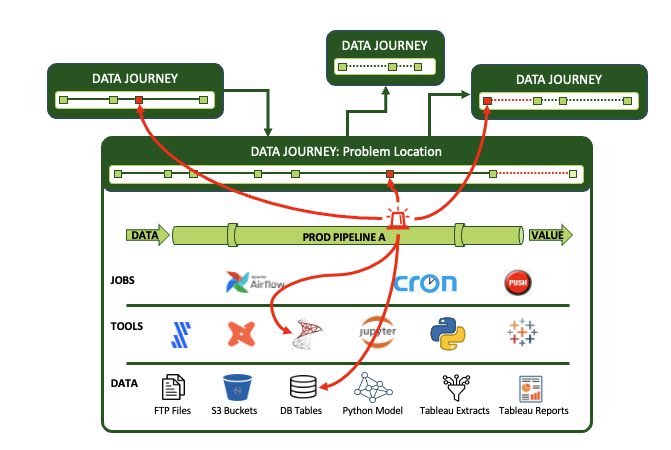 DATA JOURNEY
DATA JOURNEY
DATA JOURNEY
DATA JOURNEY: Problem Location
DATA
PROD PIPELINE A
VALUE
JOBS
Airflow
cron
PUSH
TOOLS
jupyter
DATA
FTP Files
S3 Buckets
DB Tables
Python Model
Tableau Extracts
Tableau Reports